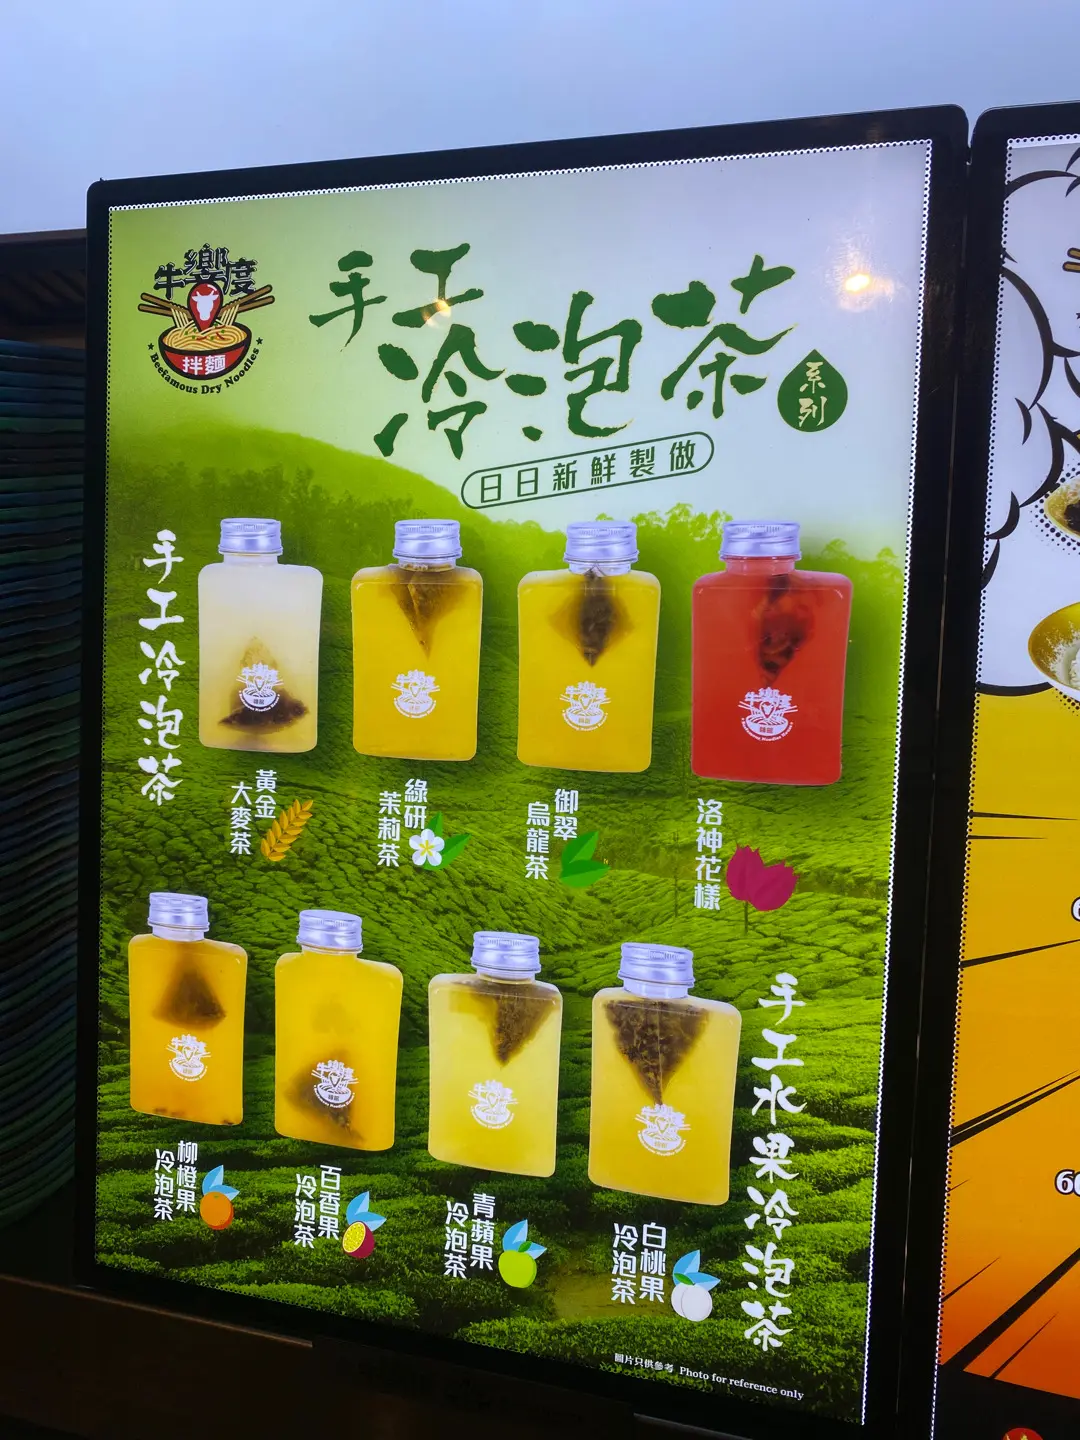 牛饗度
拌麵
★ Beefamous Dry Noodles ★
手工
冷泡茶
系列
日日新鮮製做
手工冷泡茶
黃金
大麥茶
綠研
茉莉茶
御翠
烏龍茶
洛神花樣
柳橙果
冷泡茶
百香果
冷泡茶
青蘋果
冷泡茶
白桃果
冷泡茶
手工水果冷泡茶
圖片只供參考 Photo for reference only